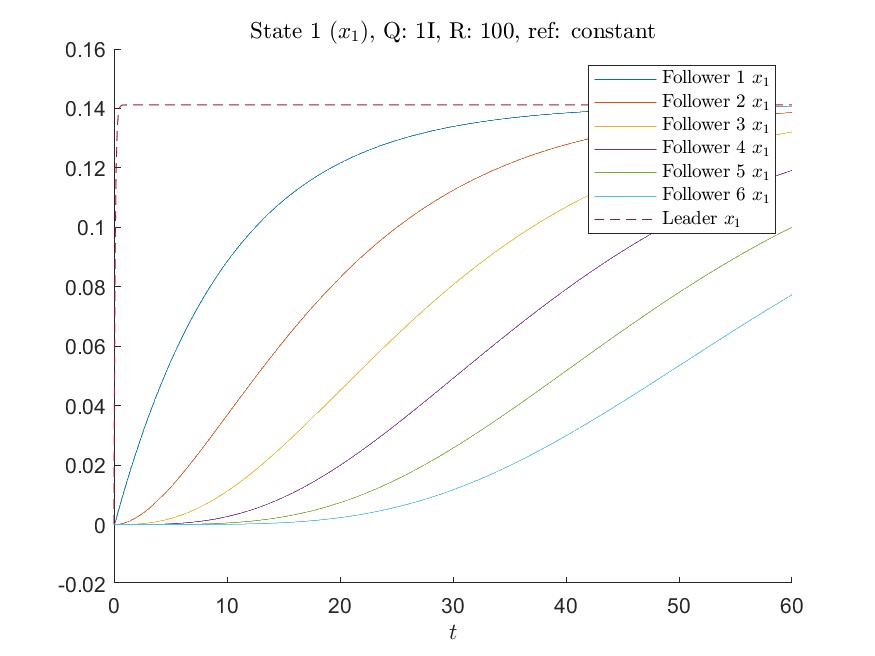 State 1 (x₁), Q: 1I, R: 100, ref: constant
0.16
0.14
0.12
0.1
0.08
0.06
0.04
0.02
0
-0.02
Follower 1 x₁
Follower 2 x₁
Follower 3 x₁
Follower 4 x₁
Follower 5 x₁
Follower 6 x₁
Leader x₁
0 10 20 30 40 50 60
t